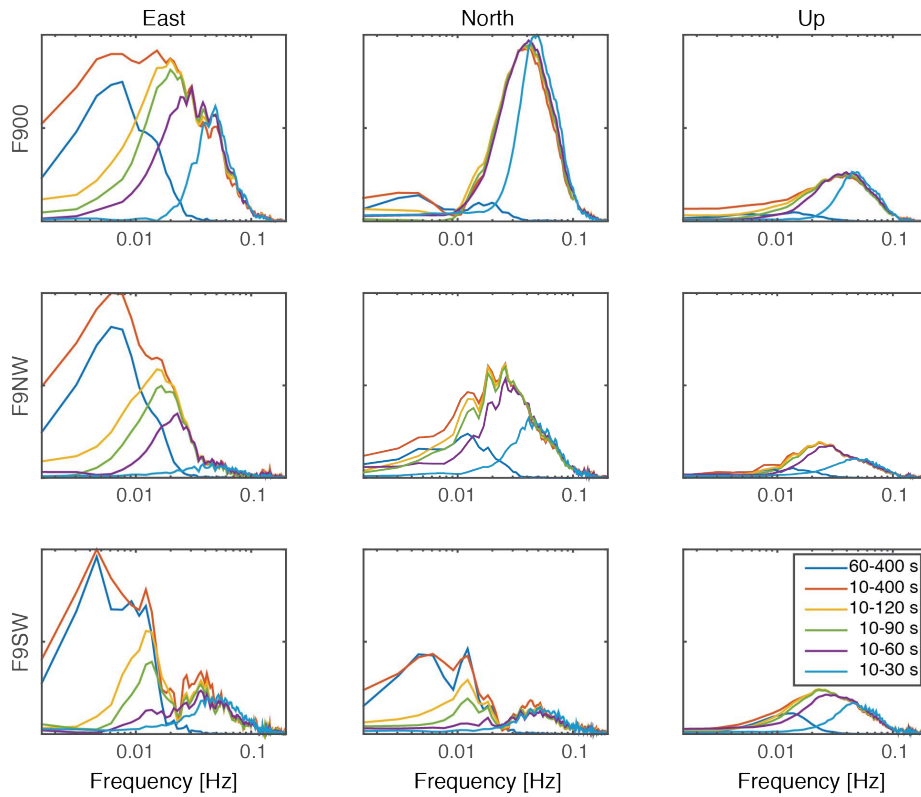 East North Up
F900
0.01 0.1 0.01 0.1 0.01 0.1
F9NW
0.01 0.1 0.01 0.1 0.01 0.1
F9SW
60-400 s
10-400 s
10-120 s
10-90 s
10-60 s
10-30 s
0.01 0.1 0.01 0.1 0.01 0.1
Frequency [Hz] Frequency [Hz] Frequency [Hz]